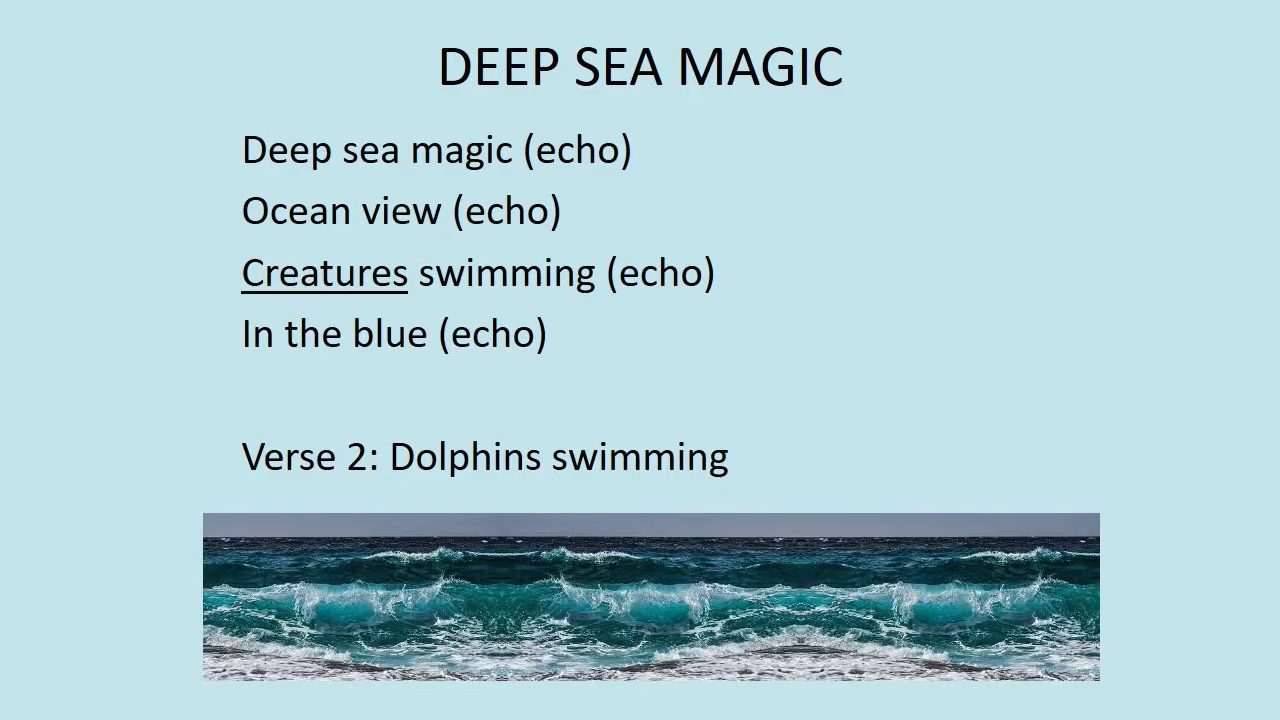 DEEP SEA MAGIC
Deep sea magic (echo)
Ocean view (echo)
Creatures swimming (echo)
In the blue (echo)
Verse 2: Dolphins swimming